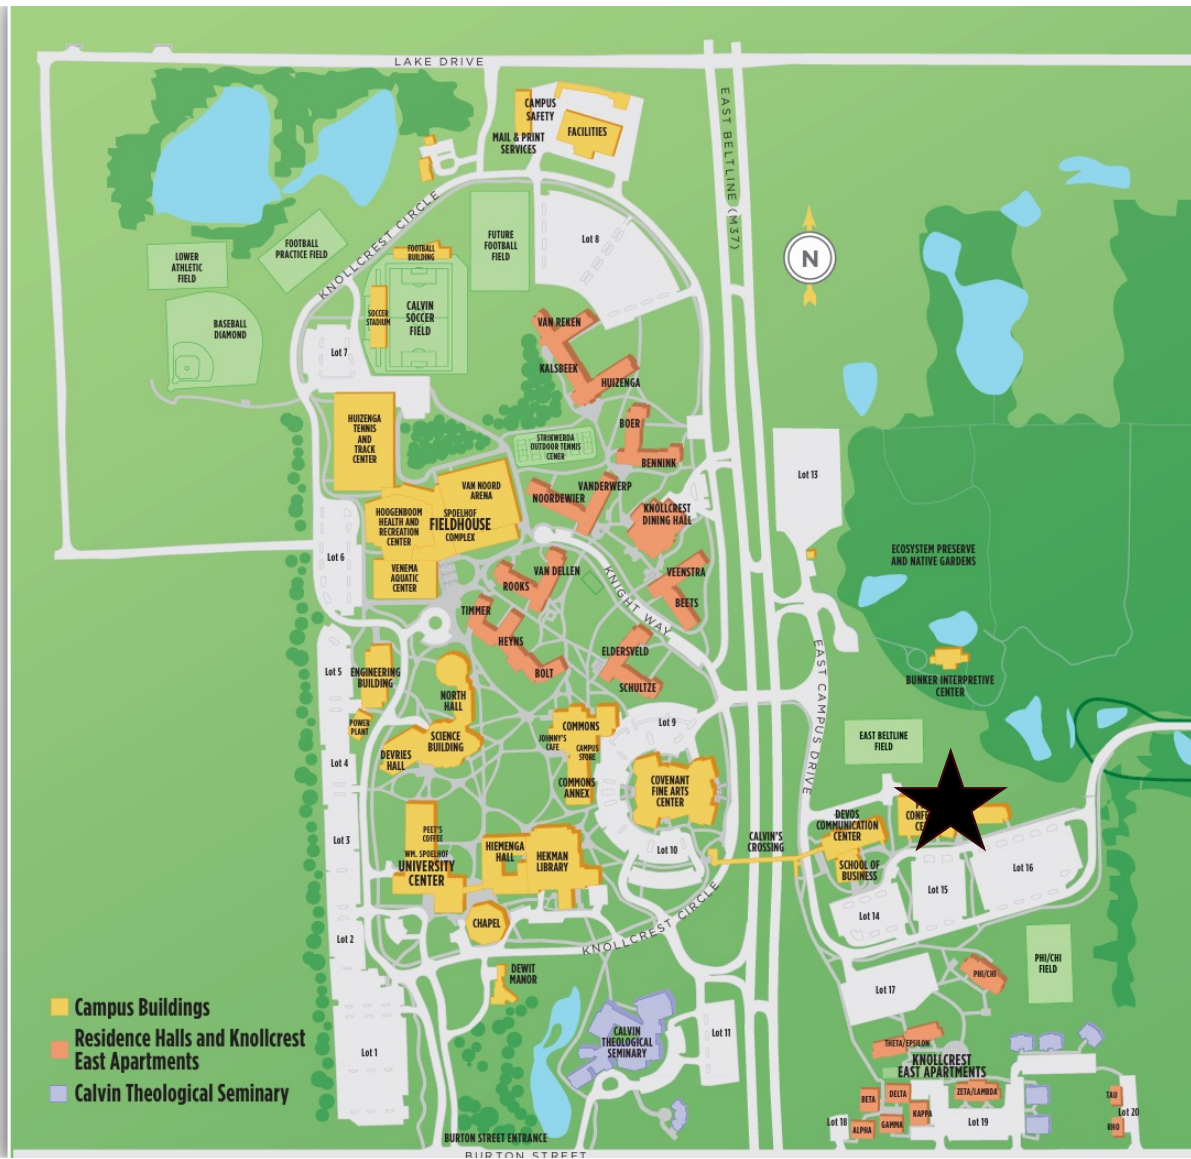 LAKE DRIVE
CAMPUS
SAFETY
MAIL & PRINT
SERVICES
FACILITIES
EAST BELTLINE (M37)
KNOLLCREST CIRCLE
FOOTBALL
PRACTICE FIELD
LOWER
ATHLETIC
FIELD
FOOTBALL
BUILDING
FUTURE
FOOTBALL
FIELD
Lot 8
N
BASEBALL
DIAMOND
SOCCER
STADIUM
CALVIN
SOCCER
FIELD
Lot 7
VAN REKEN
KALSBEEK
HUIZENGA
HUIZENGA
TENNIS
AND
TRACK
CENTER
STRIKWERDA
OUTDOOR TENNIS
CENER
BOER
BENNINK
Lot 13
VAN NOORD
ARENA
NOORDEWIER
VANDERWERP
KNOLLCREST
DINING HALL
HOOGENBOOM
HEALTH AND
RECREATION
CENTER
SPOELHOF
FIELDHOUSE
COMPLEX
Lot 6
VENEMA
AQUATIC
CENTER
ROOKS
VAN DELLEN
KNIGHT WAY
VEENSTRA
BEETS
ECOSYSTEM PRESERVE
AND NATIVE GARDENS
TIMMER
HEYNS
BOLT
ELDERSVELD
SCHULTZE
Lot 5
ENGINEERING
BUILDING
NORTH
HALL
EAST CAMPUS DRIVE
BUNKER INTERPRETIVE
CENTER
POWER
PLANT
SCIENCE
BUILDING
DEVRIES
HALL
COMMONS
JOHNNY'S
CAFE
CAMPUS
STORE
COMMONS
ANNEX
Lot 9
EAST BELTLINE
FIELD
Lot 4
COVENANT
FINE ARTS
CENTER
Lot 3
PEET'S
COFFEE
WM. SPOELHOF
UNIVERSITY
CENTER
HIEMENGA
HALL
HEKMAN
LIBRARY
Lot 10
CALVIN'S
CROSSING
DEVOS
COMMUNICATION
CENTER
SCHOOL OF
BUSINESS
Lot 14
Lot 15
Lot 16
CHAPEL
KNOLLCREST CIRCLE
Lot 2
DEWIT
MANOR
PHI/CHI
PHI/CHI
FIELD
Lot 17
Campus Buildings
Residence Halls and Knollcrest
East Apartments
Calvin Theological Seminary
Lot 1
CALVIN
THEOLOGICAL
SEMINARY
Lot 11
THETA/EPSILON
KNOLLCREST
EAST APARTMENTS
BETA
DELTA
ZETA/LAMBDA
TAU
KAPPA
Lot 20
Lot 18
ALPHA
GAMMA
Lot 19
RHO
BURTON STREET ENTRANCE
BURTON STREET